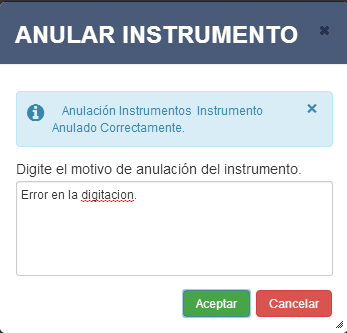 ANULAR INSTRUMENTO
Anulación Instrumentos Instrumento
Anulado Correctamente.
Digite el motivo de anulación del instrumento.
Error en la digitacion.
Aceptar
Cancelar